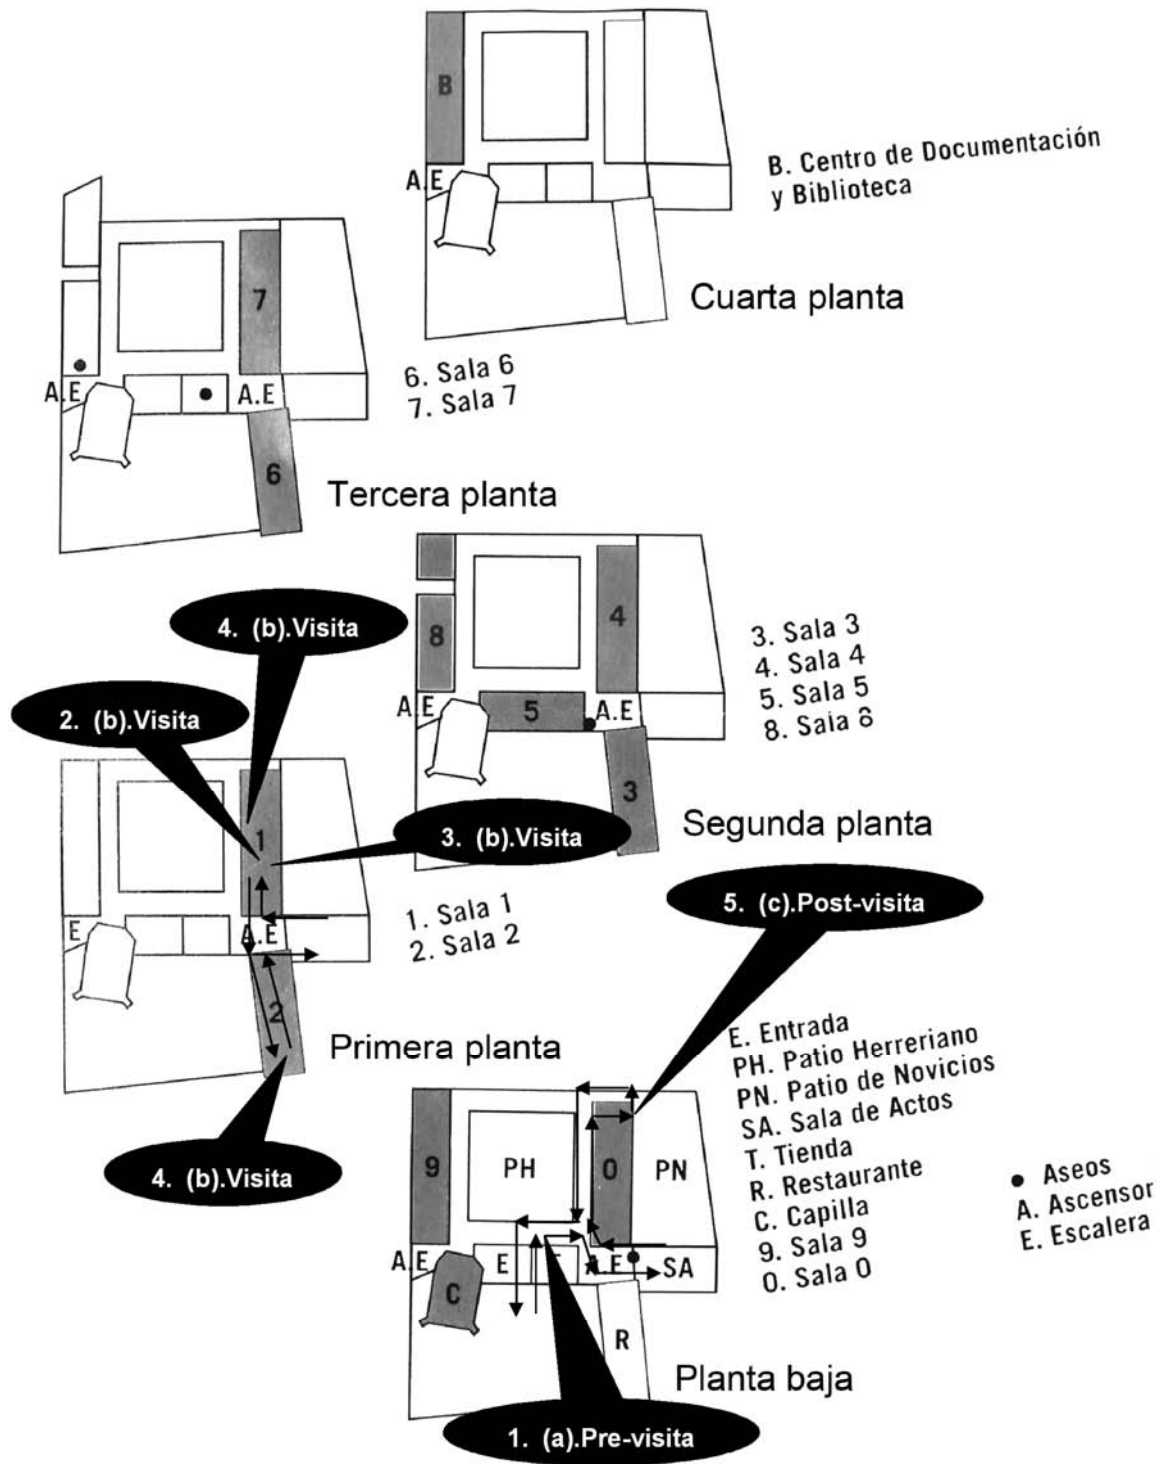 B
A.E
B. Centro de Documentación
y Biblioteca
Cuarta planta
7
A.E
A.E
6
6. Sala 6
7. Sala 7
Tercera planta
4
8
A.E
5
A.E
3
3. Sala 3
4. Sala 4
5. Sala 5
8. Sala 8
Segunda planta
4. (b).Visita
2. (b).Visita
3. (b).Visita
1
E
A.E
2
1. Sala 1
2. Sala 2
Primera planta
4. (b).Visita
5. (c).Post-visita
9
PH
0
PN
A.E
E
A.E
SA
C
R
E. Entrada
PH. Patio Herreriano
PN. Patio de Novicios
SA. Sala de Actos
T. Tienda
R. Restaurante
C. Capilla
9. Sala 9
0. Sala 0
Aseos
A. Ascensor
E. Escalera
Planta baja
1. (a).Pre-visita